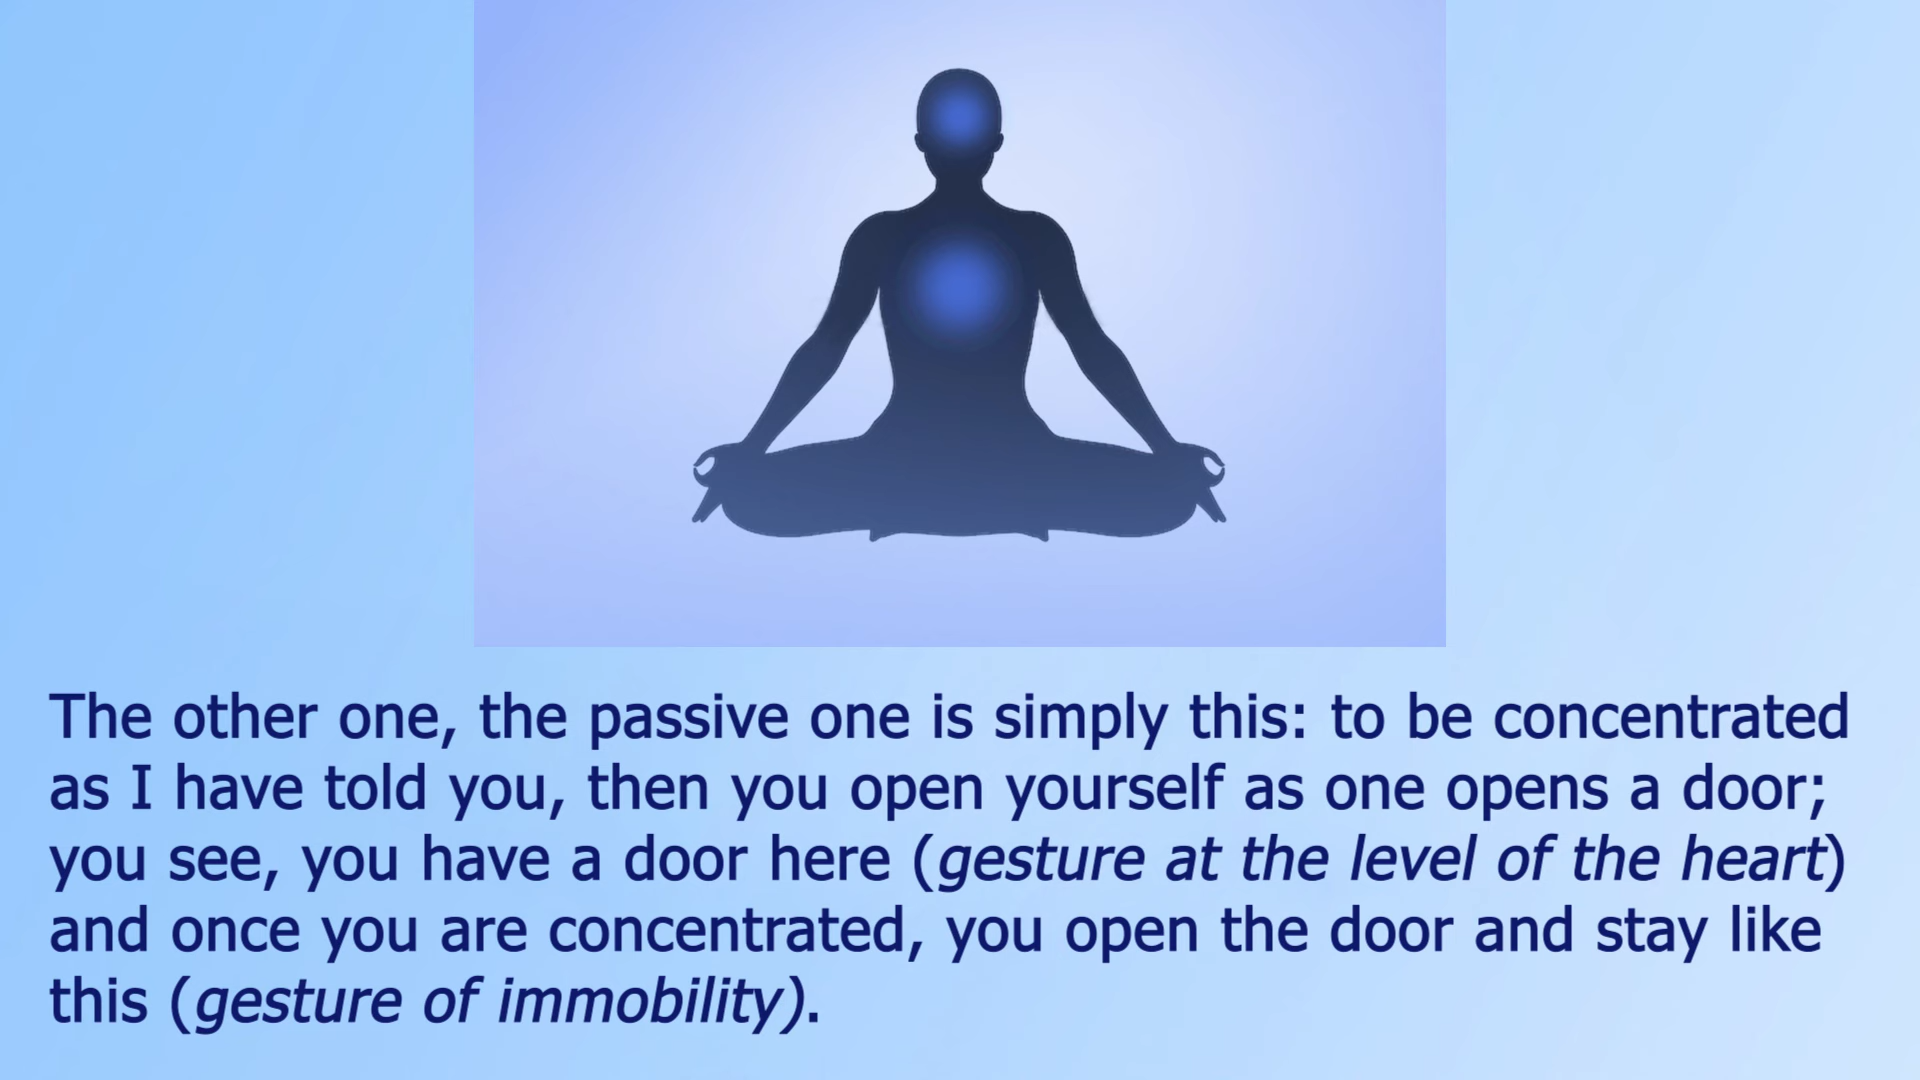 The other one, the passive one is simply this: to be concentrated
as I have told you, then you open yourself as one opens a door;
you see, you have a door here (gesture at the level of the heart)
and once you are concentrated, you open the door and stay like
this (gesture of immobility).